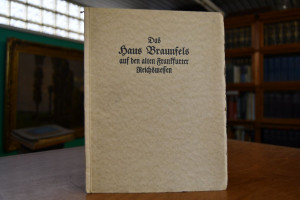 Das
Haus Braunfels
auf den alten Frankfurter
Reichsmessen